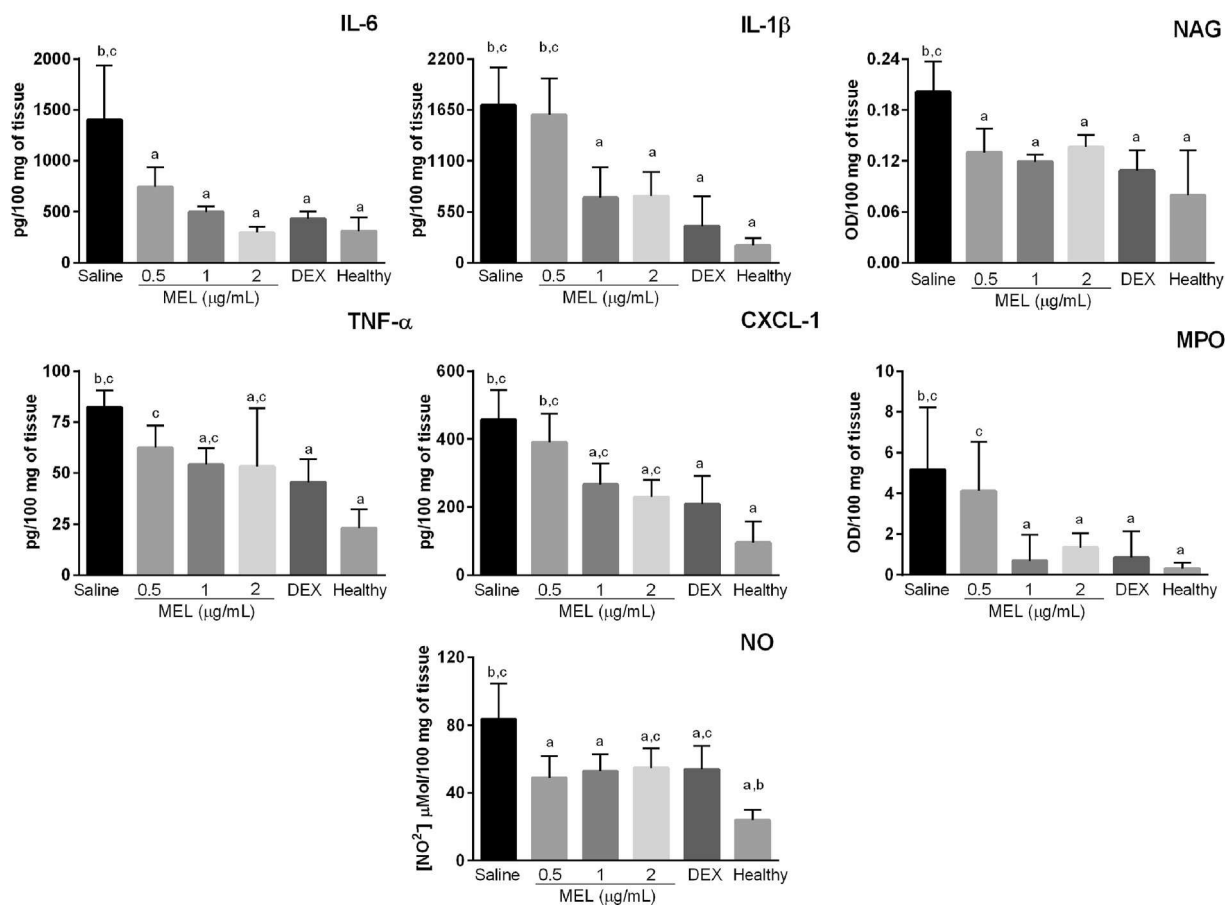 IL-6
pg/100 mg of tissue
2000
1500
1000
500
0
b,c
a
a
a
a
a
Saline 0.5 1 2 DEX Healthy
MEL (µg/mL)
IL-1β
pg/100 mg of tissue
2200
1650
1100
550
0
b,c
b,c
a
a
a
a
Saline 0.5 1 2 DEX Healthy
MEL (µg/mL)
NAG
OD/100 mg of tissue
0.24
0.18
0.12
0.06
0.00
b,c
a
a
a
a
a
Saline 0.5 1 2 DEX Healthy
MEL (µg/mL)
TNF-α
pg/100 mg of tissue
100
75
50
25
0
b,c
c
a,c
a,c
a
a
Saline 0.5 1 2 DEX Healthy
MEL (µg/mL)
CXCL-1
pg/100 mg of tissue
600
400
200
0
b,c
b,c
a,c
a,c
a
a
Saline 0.5 1 2 DEX Healthy
MEL (µg/mL)
MPO
OD/100 mg of tissue
10
8
6
4
2
0
b,c
c
a
a
a
a
Saline 0.5 1 2 DEX Healthy
MEL (µg/mL)
NO
[NO²] µMol/100 mg of tissue
120
80
40
0
b,c
a
a
a,c
a,c
a,b
Saline 0.5 1 2 DEX Healthy
MEL (µg/mL)